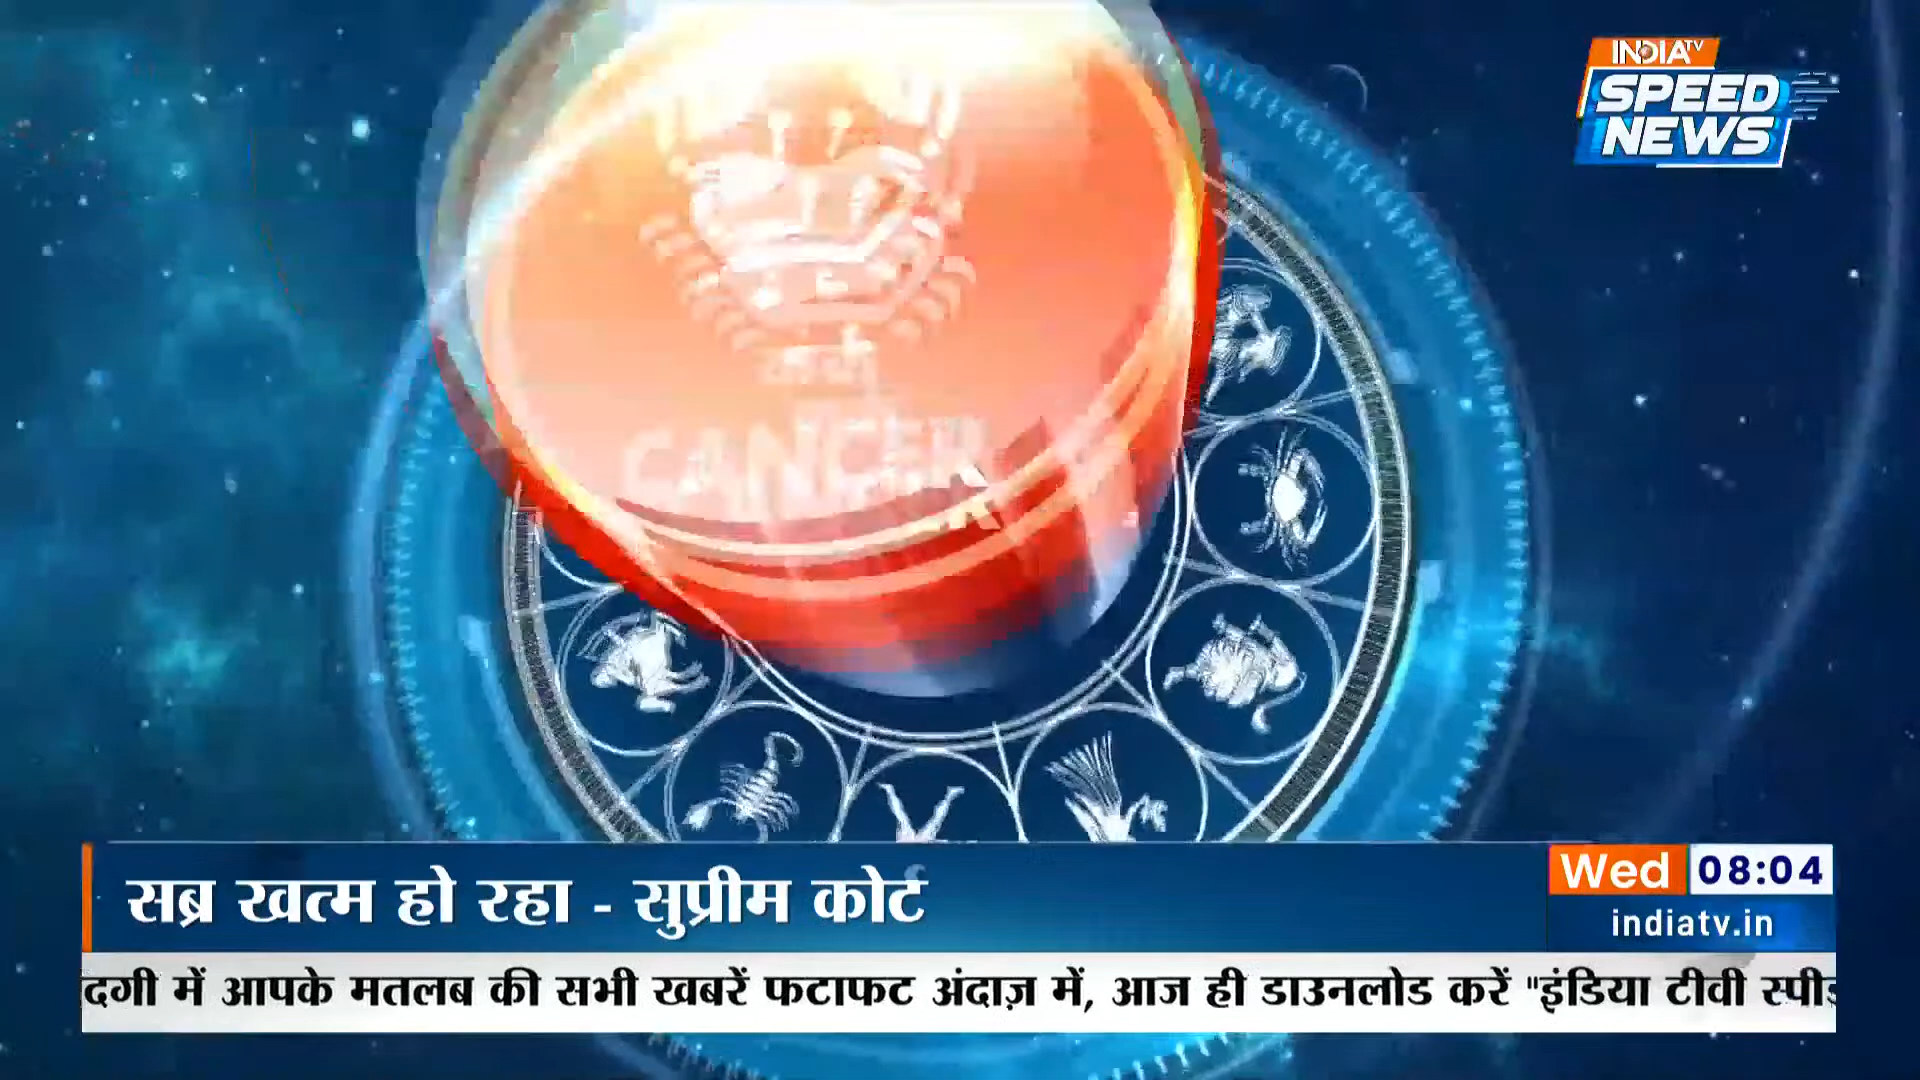 INDIA TV
SPEED
NEWS
कर्क
CANCER
सब्र खत्म हो रहा - सुप्रीम कोर्ट
Wed 08:04
indiatv.in
दगी में आपके मतलब की सभी खबरें फटाफट अंदाज़ में, आज ही डाउनलोड करें "इंडिया टीवी स्पीड